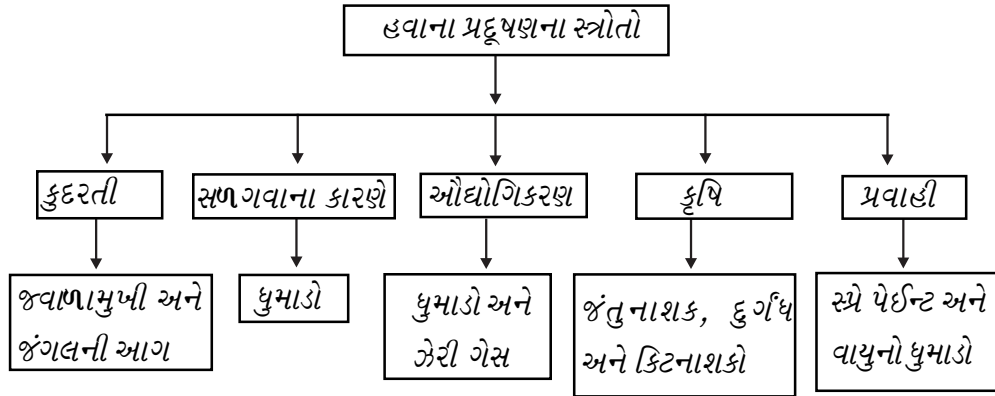 હવાના પ્રદૂષણના સ્ત્રોતો
કુદરતી
સળગવાના કારણે
ઔદ્યોગિકરણ
કૃષિ
પ્રવાહી
જ્વાળામુખી અને
જંગલની આગ
ધુમાડો
ધુમાડો અને
ઝેરી ગેસ
જંતુનાશક, દુર્ગંધ
અને કિટનાશકો
સ્પ્રે પેઈન્ટ અને
વાયુનો ધુમાડો